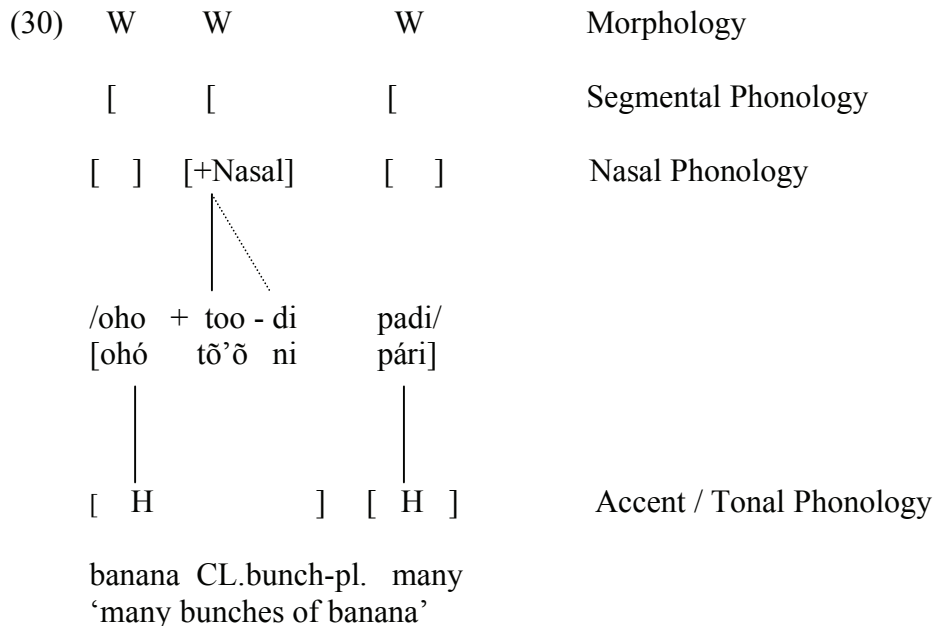 (30) W W W Morphology
[ [ [ Segmental Phonology
[ ] [+Nasal] [ ] Nasal Phonology
/oho + too - di padi/
[ohó tõ’õ ni pári]
[ H ] [ H ] Accent / Tonal Phonology
banana CL.bunch-pl. many
‘many bunches of banana’